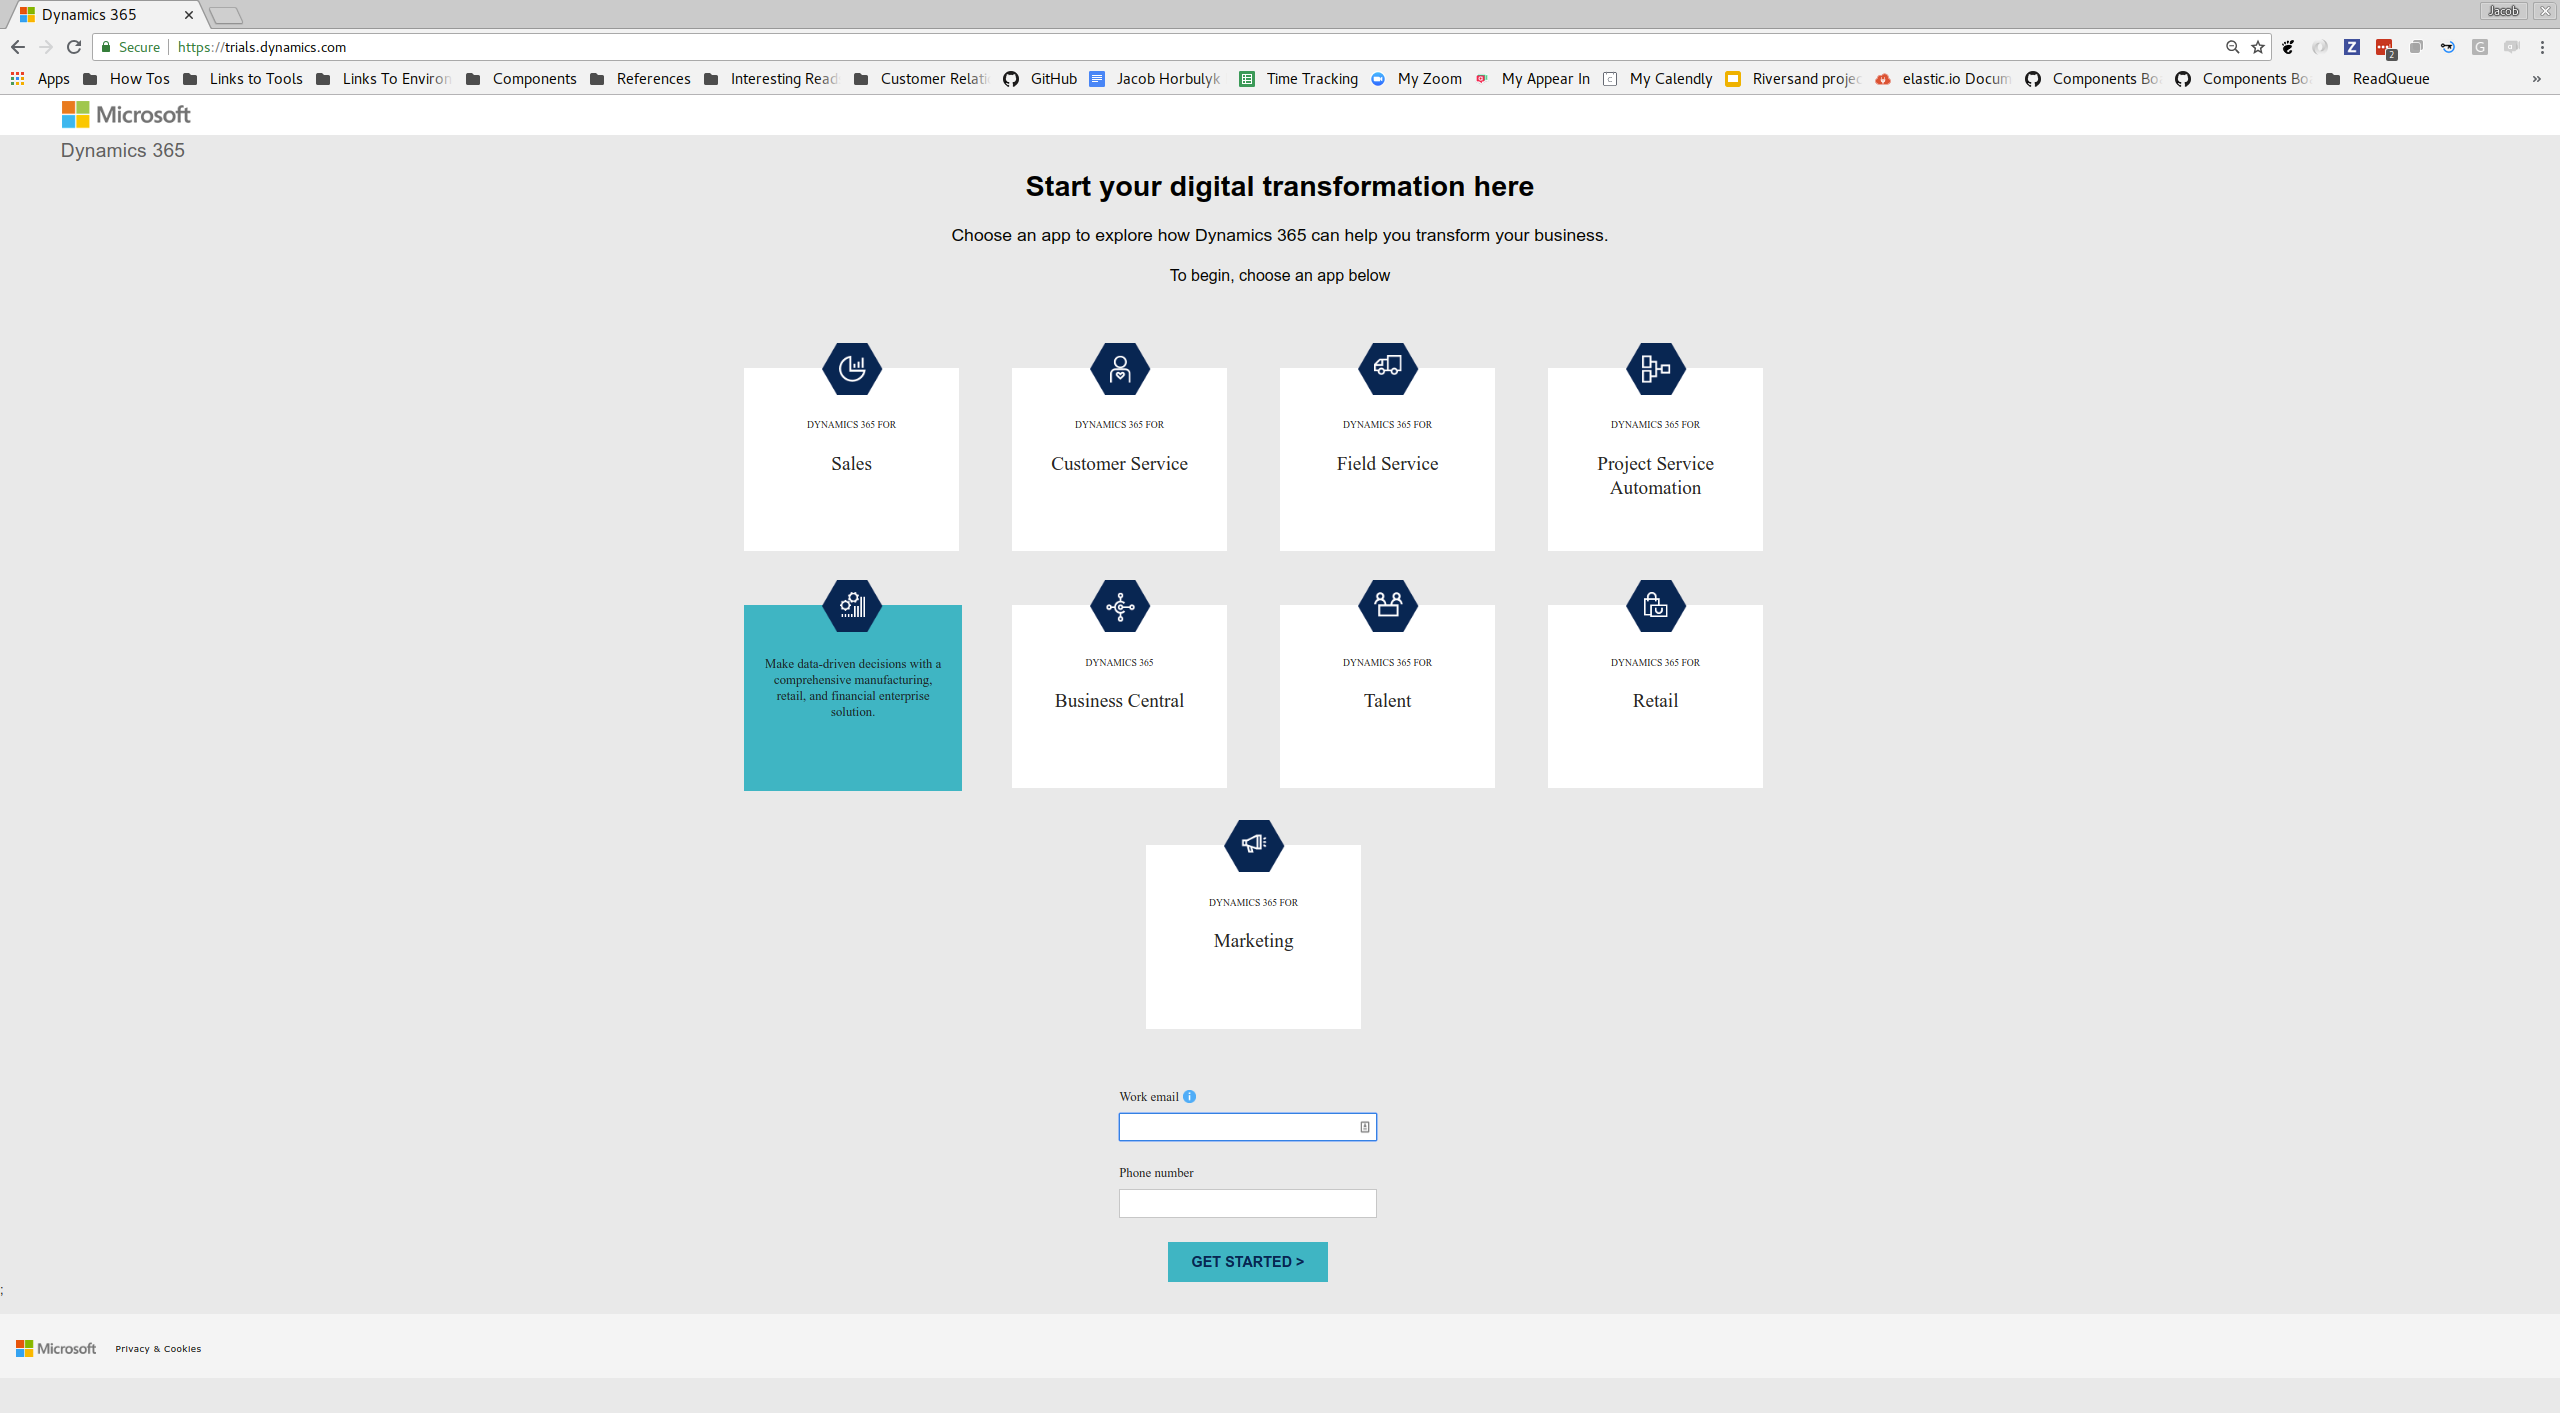 Dynamics 365
Jacob
Secure https://trials.dynamics.com
2
Apps How Tos Links to Tools Links To Environ Components References Interesting Read Customer Relati GitHub Jacob Horbulyk Time Tracking My Zoom My Appear In My Calendly Riversand projec elastic.io Docum Components Bo Components Bo ReadQueue »
Microsoft
Dynamics 365
Start your digital transformation here
Choose an app to explore how Dynamics 365 can help you transform your business.
To begin, choose an app below
DYNAMICS 365 FOR
Sales
DYNAMICS 365 FOR
Customer Service
DYNAMICS 365 FOR
Field Service
DYNAMICS 365 FOR
Project Service
Automation
Make data-driven decisions with a
comprehensive manufacturing,
retail, and financial enterprise
solution.
DYNAMICS 365
Business Central
DYNAMICS 365 FOR
Talent
DYNAMICS 365 FOR
Retail
DYNAMICS 365 FOR
Marketing
Work email
Phone number
GET STARTED >
;
Microsoft Privacy & Cookies